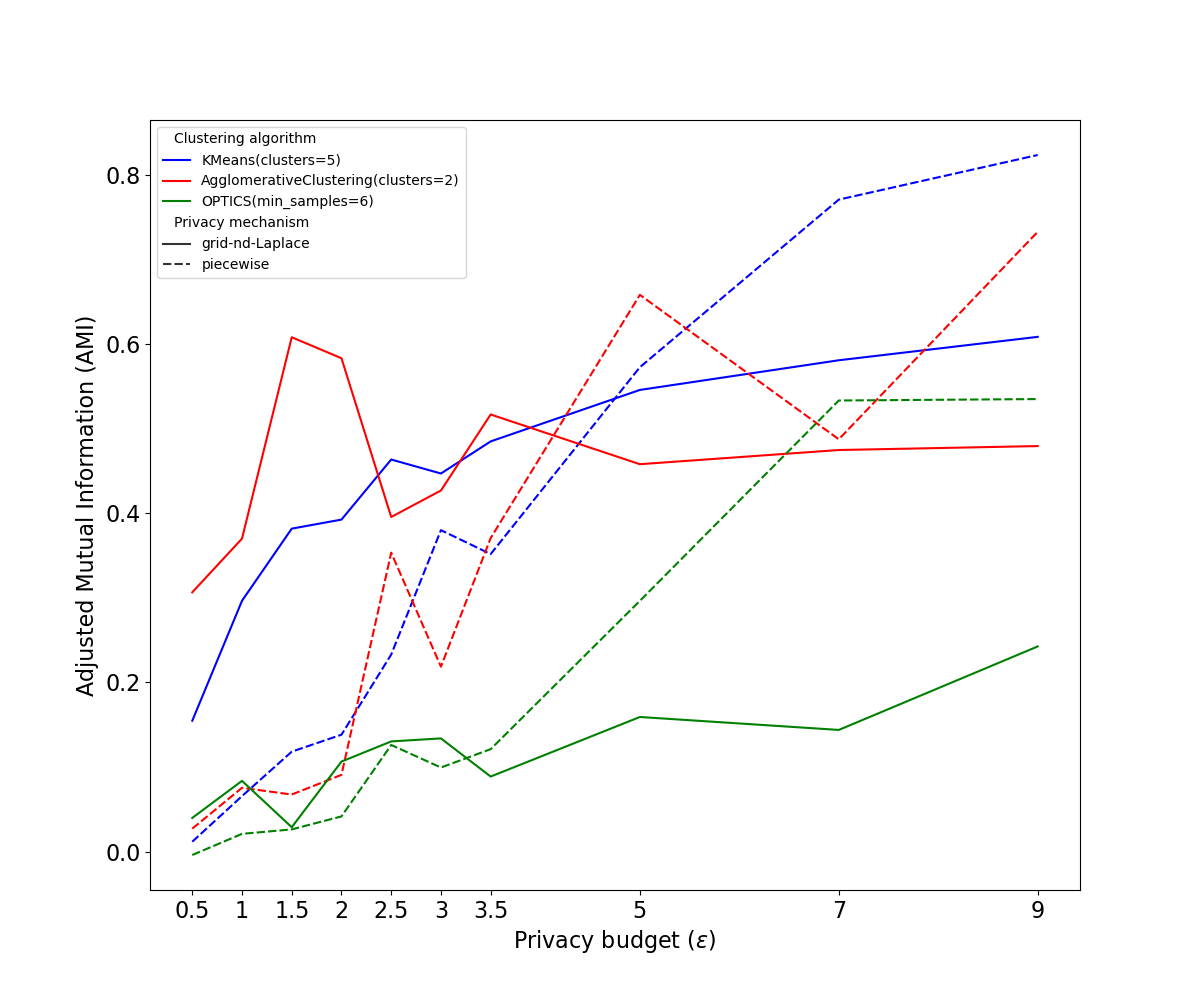 Clustering algorithm
KMeans(clusters=5)
AgglomerativeClustering(clusters=2)
OPTICS(min_samples=6)
Privacy mechanism
grid-nd-Laplace
piecewise
Adjusted Mutual Information (AMI)
0.8
0.6
0.4
0.2
0.0
0.5 1 1.5 2 2.5 3 3.5 5 7 9
Privacy budget (ε)